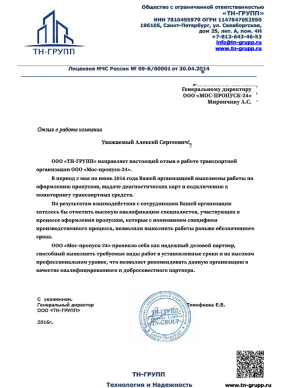 Общество с ограниченной ответственностью
«ТН-ГРУПП»
ИНН 7810455979 ОГРН 1147847052550
196105, Санкт-Петербург, ул. Свеаборгская,
дом 25, лит. А, пом. 4Н
+7-812-643-46-53
info@tn-grupp.ru
www.tn-grupp.ru
ТН-ГРУПП
Лицензия МЧС России № 09-Б/00001 от 30.04.2014
Генеральному директору
ООО «МОС-ПРОПУСК-24»
Миренчику А.С.
Отзыв о работе компании
Уважаемый Алексей Сергеевич!
ООО «ТН-ГРУПП» направляет настоящий отзыв о работе транспортной
организации ООО «Мос-пропуск-24».
В период с мая по июнь 2016 года Вашей организацией выполнены работы по
оформлению пропусков, выдаче диагностических карт и подключению к
мониторингу транспортных средств.
По результатам взаимодействия с сотрудниками Вашей организации
хотелось бы отметить высокую квалификацию специалистов, участвующих в
процессе оформления пропусков, которые с пониманием специфики
производственного процесса, позволили выполнить работы раньше обозначенного
срока.
ООО «Мос-пропуск-24» проявило себя как надежный деловой партнер,
способный выполнить требуемые виды работ в установленные сроки и на высоком
профессиональном уровне, что позволяет рекомендовать данную организацию в
качестве квалифицированного и добросовестного партнера.
С уважением,
Генеральный директор
ООО «ТН-ГРУПП»
Тимофеева Е.В.
2016г.
«ТН-ГРУПП»
«TN-GROUP»
ТН-ГРУПП
Технология и Надежность
www.tn-grupp.ru